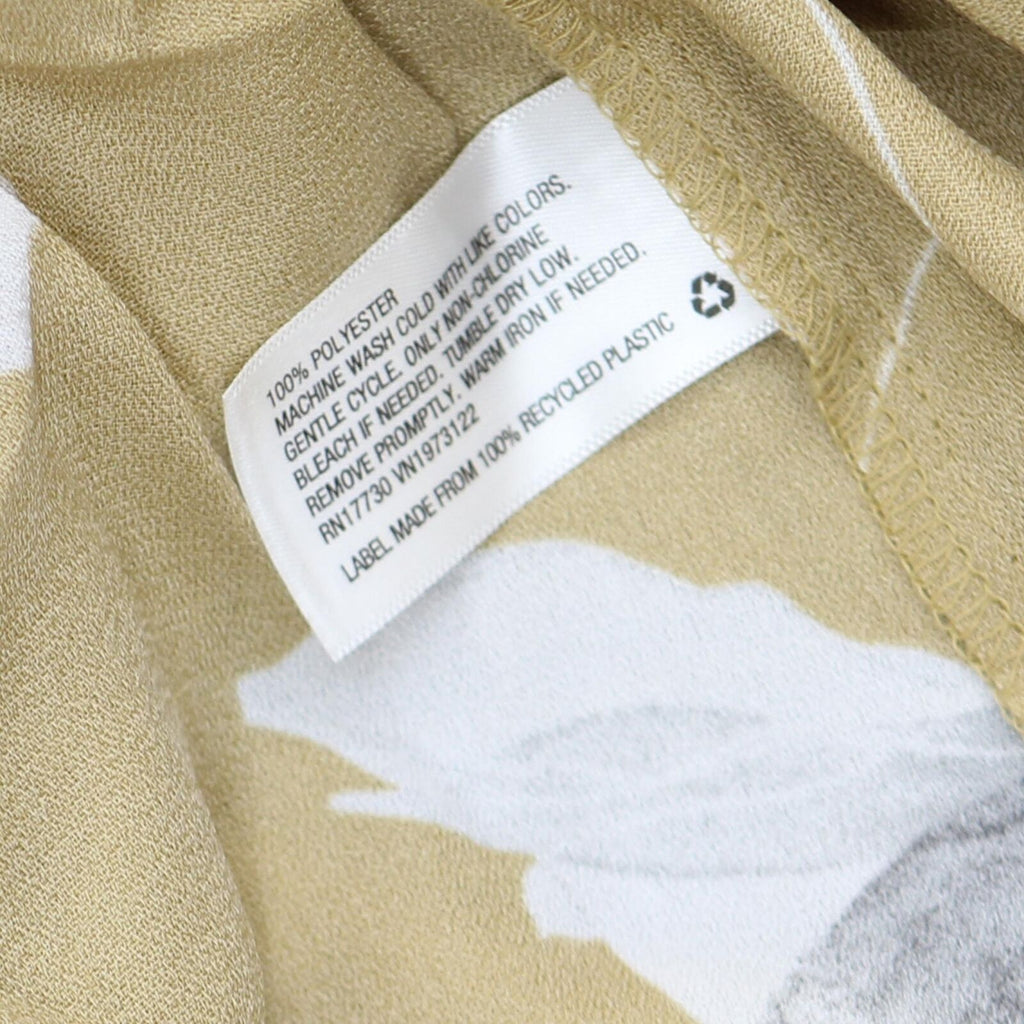 100% POLYESTER
MACHINE WASH COLD WITH LIKE COLORS.
GENTLE CYCLE. ONLY NON-CHLORINE
BLEACH IF NEEDED. TUMBLE DRY LOW.
REMOVE PROMPTLY. WARM IRON IF NEEDED.
RN17730 VN1973122
LABEL MADE FROM 100% RECYCLED PLASTIC